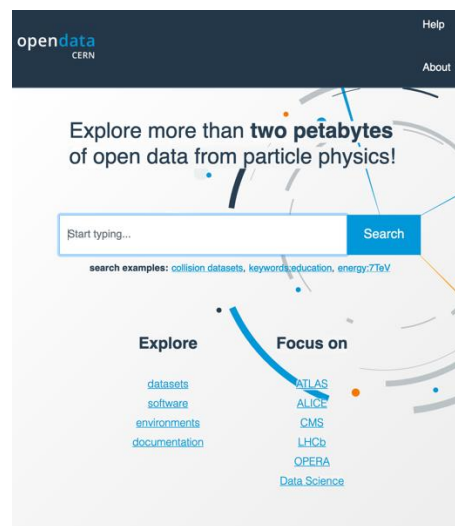 Help
opendata
CERN
About
Explore more than two petabytes
of open data from particle physics!
Start typing...
Search
search examples: collision datasets, keywords:education, energy:7TeV
Explore
datasets
software
environments
documentation
Focus on
ATLAS
ALICE
CMS
LHCb
OPERA
Data Science